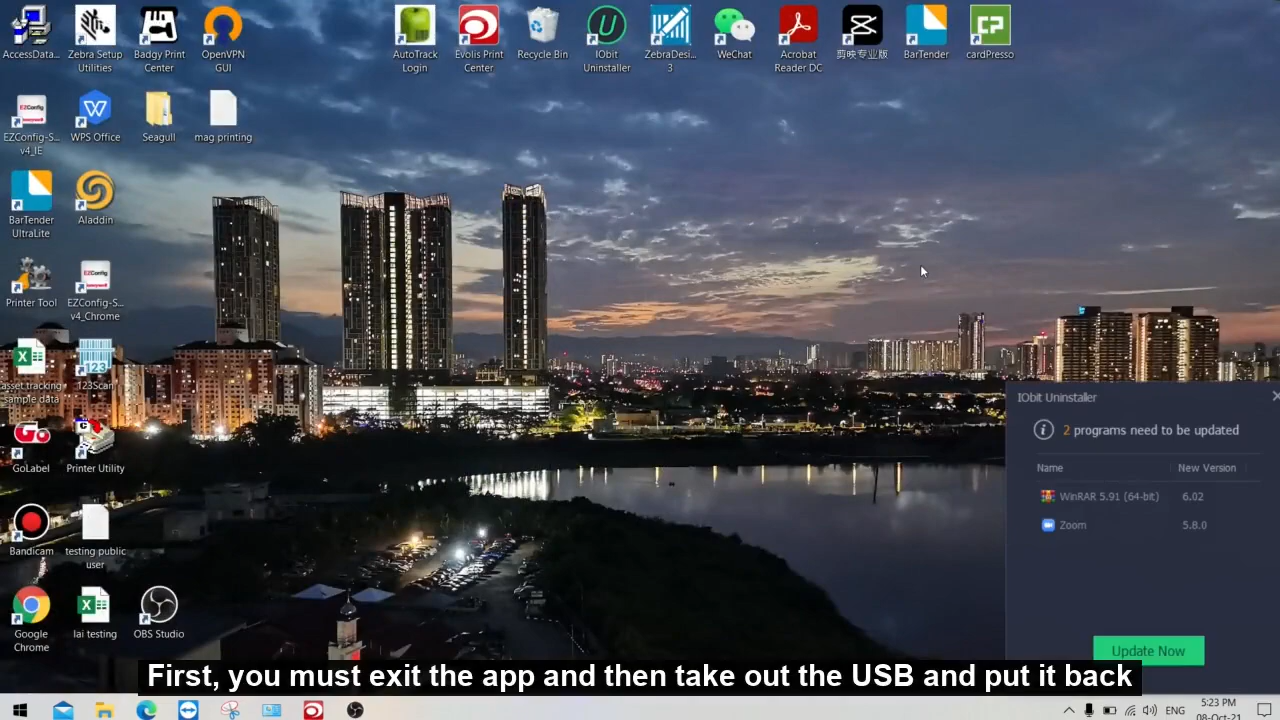 AccessData...
Zebra Setup
Utilities
Badgy Print
Center
OpenVPN
GUI
AutoTrack
Login
Evolis Print
Center
Recycle Bin
IObit
Uninstaller
ZebraDesi...
3
WeChat
Acrobat
Reader DC
剪映专业版
BarTender
cardPresso
EZConfig-S...
v4_IE
WPS Office
Seagull
mag printing
BarTender
UltraLite
Aladdin
Printer Tool
EZConfig-S...
v4_Chrome
asset tracking
sample data
123Scan
GoLabel
Printer Utility
Bandicam
testing public
user
Google
Chrome
lai testing
OBS Studio
IObit Uninstaller
2 programs need to be updated
Name New Version
WinRAR 5.91 (64-bit) 6.02
Zoom 5.8.0
Update Now
First, you must exit the app and then take out the USB and put it back
ENG
5:23 PM
08-Oct-21